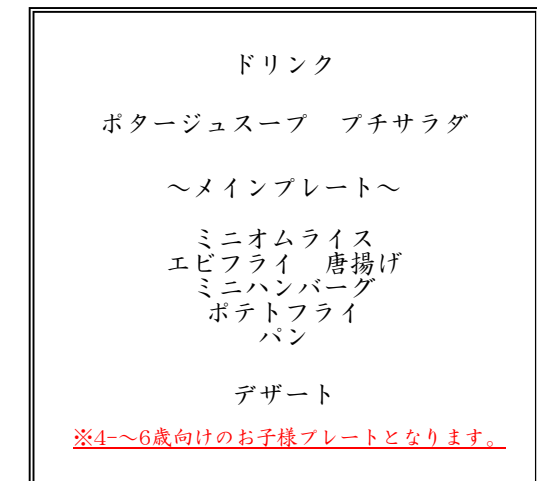 ドリンク
ポタージュスープ　プチサラダ
～メインプレート～
ミニオムライス
エビフライ　唐揚げ
ミニハンバーグ
ポテトフライ
パン
デザート
※4-～6歳向けのお子様プレートとなります。